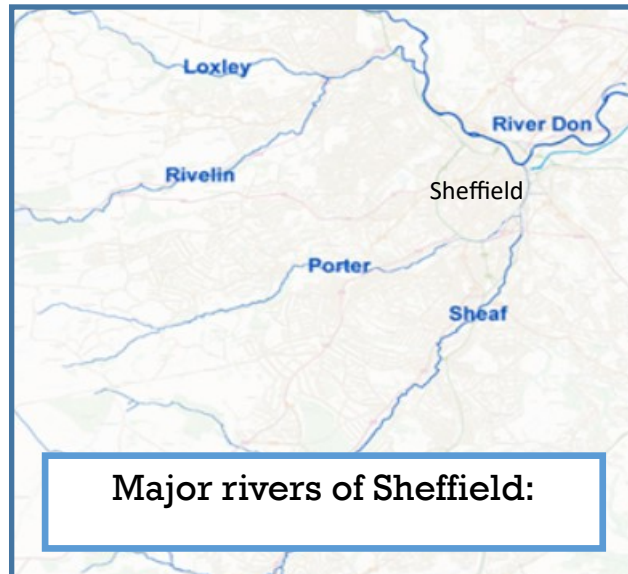 Loxley
River Don
Rivelin
Sheffield
Porter
Sheaf
Major rivers of Sheffield: